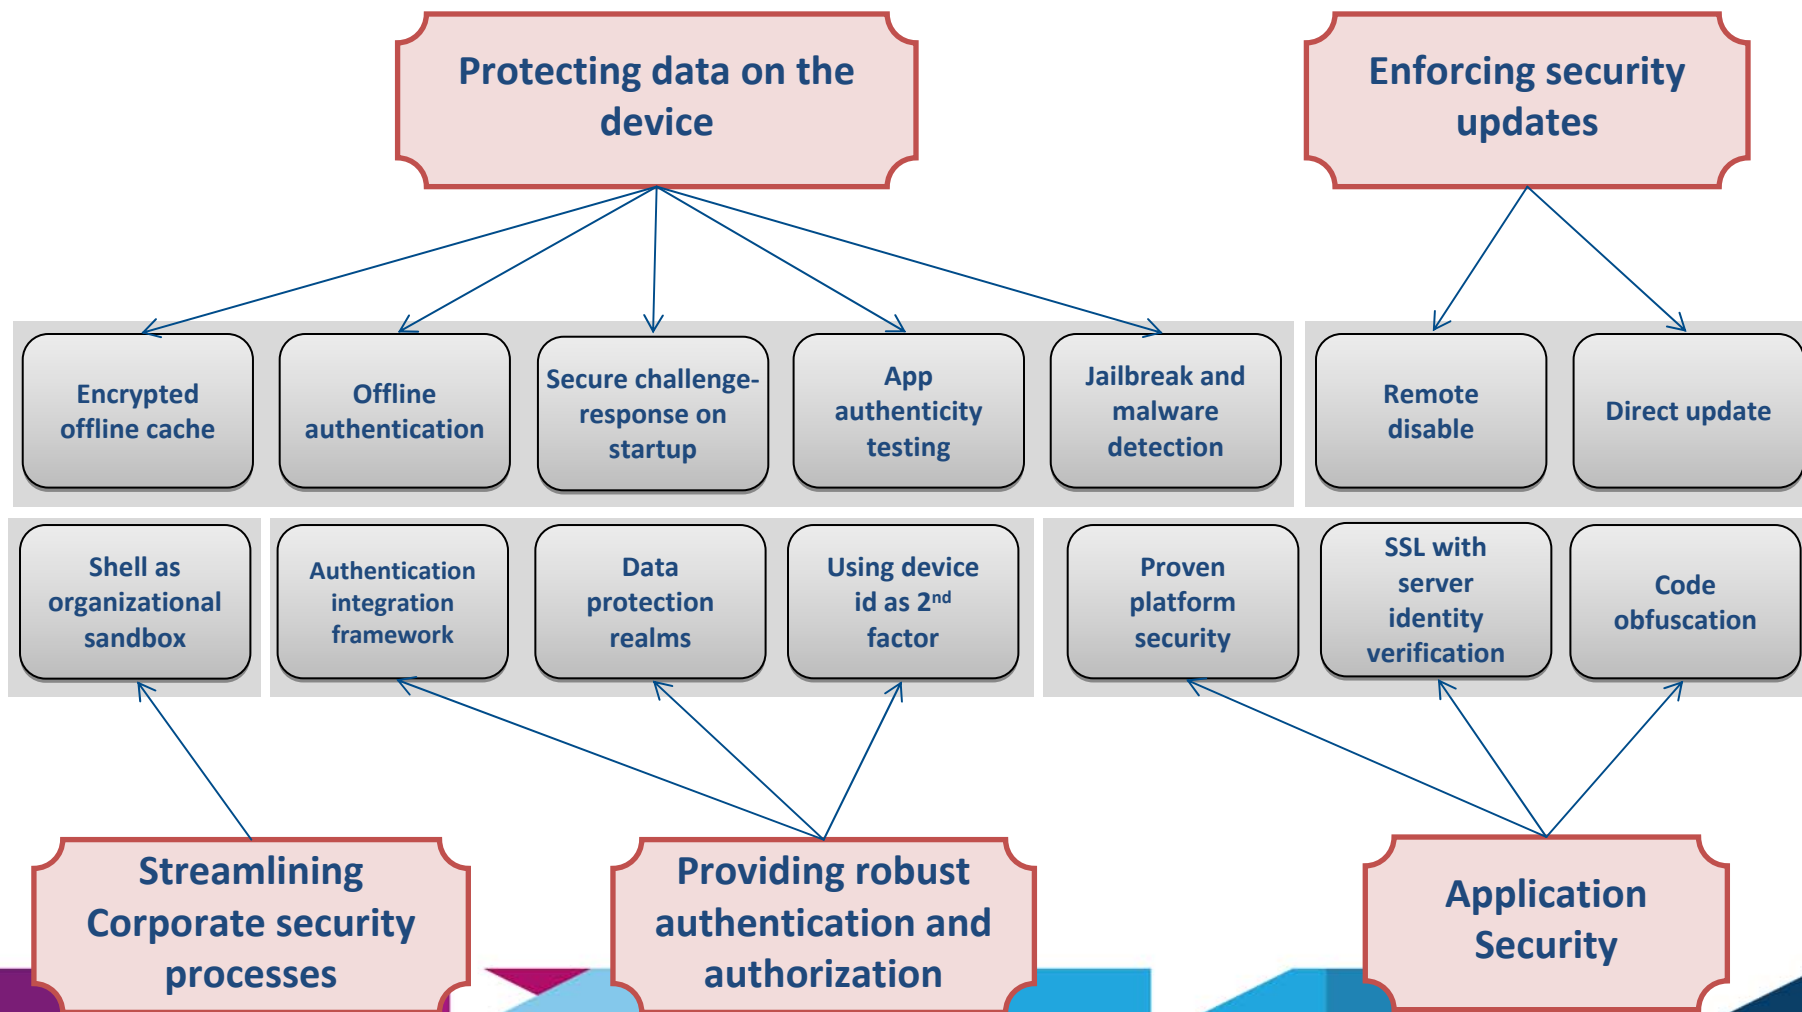 Protecting data on the
device
Enforcing security
updates
Encrypted
offline cache
Offline
authentication
Secure challenge-
response on
startup
App
authenticity
testing
Jailbreak and
malware
detection
Remote
disable
Direct update
Shell as
organizational
sandbox
Authentication
integration
framework
Data
protection
realms
Using device
id as 2nd
factor
Proven
platform
security
SSL with
server
identity
verification
Code
obfuscation
Streamlining
Corporate security
processes
Providing robust
authentication and
authorization
Application
Security